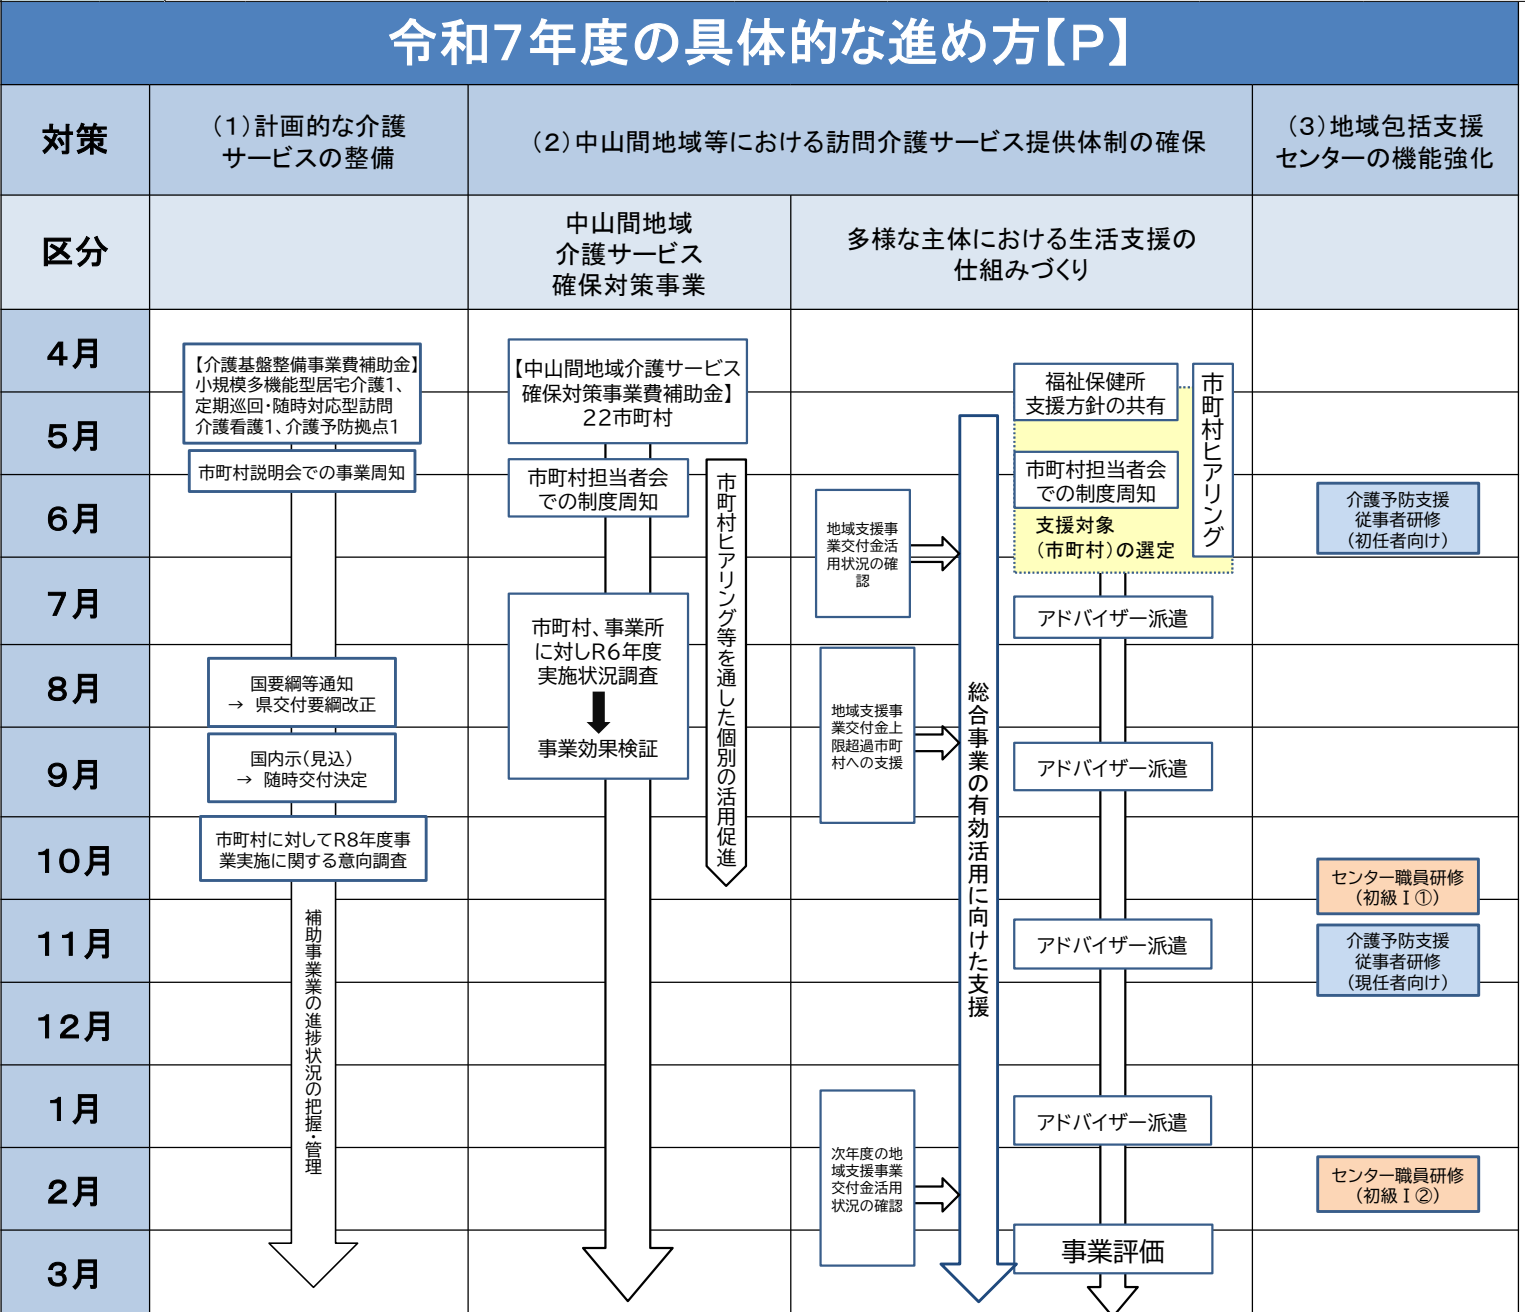 令和７年度の具体的な進め方【Ｐ】
対策
（１）計画的な介護
サービスの整備
（２）中山間地域等における訪問介護サービス提供体制の確保
（３）地域包括支援
センターの機能強化
区分
中山間地域
介護サービス
確保対策事業
多様な主体における生活支援の
仕組みづくり
４月
５月
６月
７月
８月
９月
１０月
１１月
１２月
１月
２月
３月
【介護基盤整備事業費補助金】
小規模多機能型居宅介護１、
定期巡回・随時対応型訪問
介護看護１、介護予防拠点１
市町村説明会での事業周知
国要綱等通知
→ 県交付要綱改正
国内示（見込）
→ 随時交付決定
市町村に対してR８年度事
業実施に関する意向調査
補助事業業の進捗状況の把握・管理
【中山間地域介護サービス
確保対策事業費補助金】
２２市町村
市町村担当者会
での制度周知
市町村、事業所
に対しR６年度
実施状況調査
事業効果検証
市町村ヒアリング等を通した個別の活用促進
地域支援事
業交付金活
用状況の確
認
地域支援事
業交付金上
限超過市町
村への支援
次年度の地
域支援事業
交付金活用
状況の確認
総合事業の有効活用に向けた支援
福祉保健所
支援方針の共有
市町村担当者会
での制度周知
支援対象
（市町村）の選定
市町村ヒアリング
アドバイザー派遣
アドバイザー派遣
アドバイザー派遣
アドバイザー派遣
事業評価
介護予防支援
従事者研修
（初任者向け）
センター職員研修
（初級Ⅰ①）
介護予防支援
従事者研修
（現任者向け）
センター職員研修
（初級Ⅰ②）